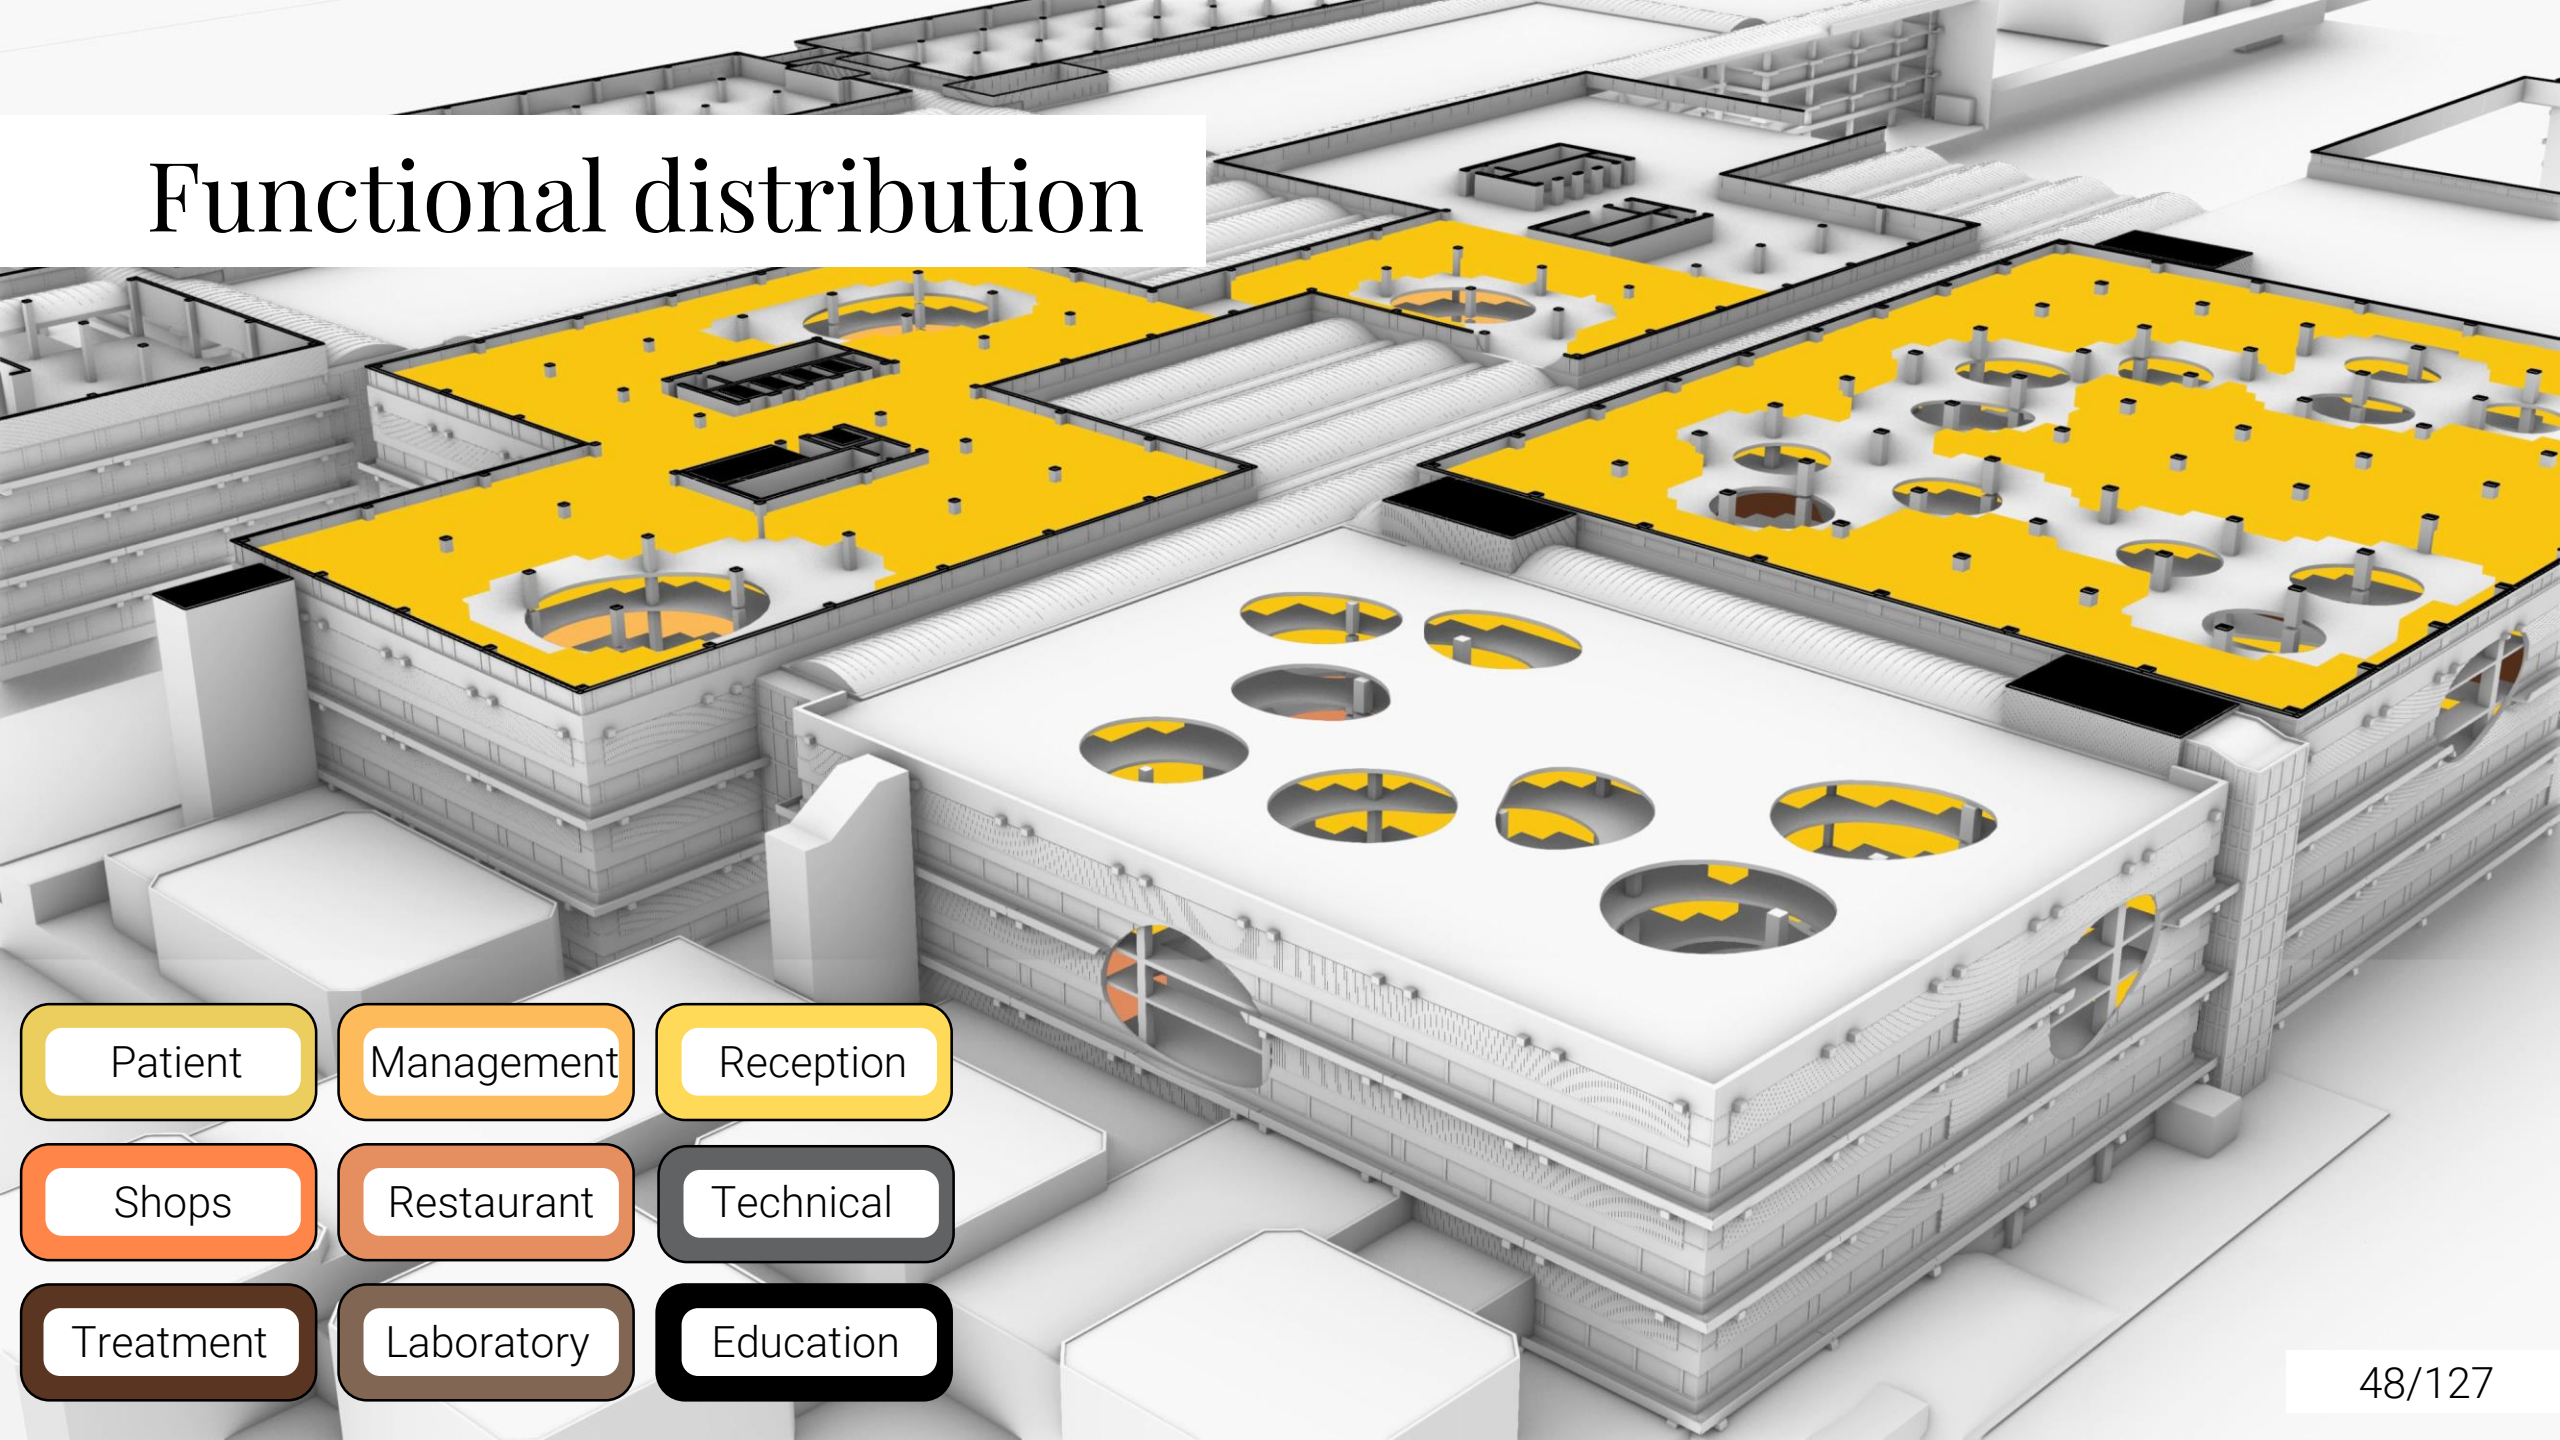 Functional distribution
Patient
Management
Reception
Shops
Restaurant
Technical
Treatment
Laboratory
Education
48/127